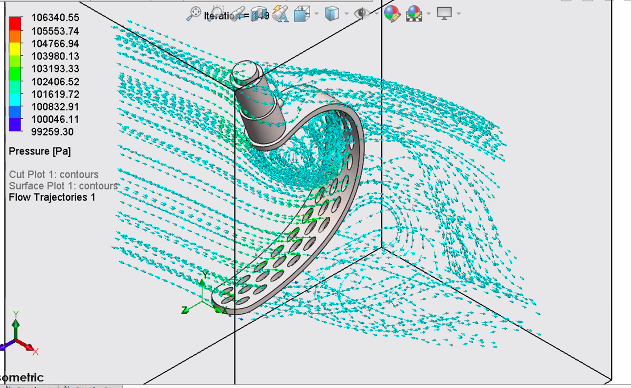 106340.55
Iteration =
105553.74
104766.94
103980.13
103193.33
102406.52
101619.72
100832.91
100046.11
99259.30
Pressure [Pa]
Cut Plot 1: contours
Surface Plot 1: contours
Flow Trajectories 1
Y
Z
Y
X
ometric